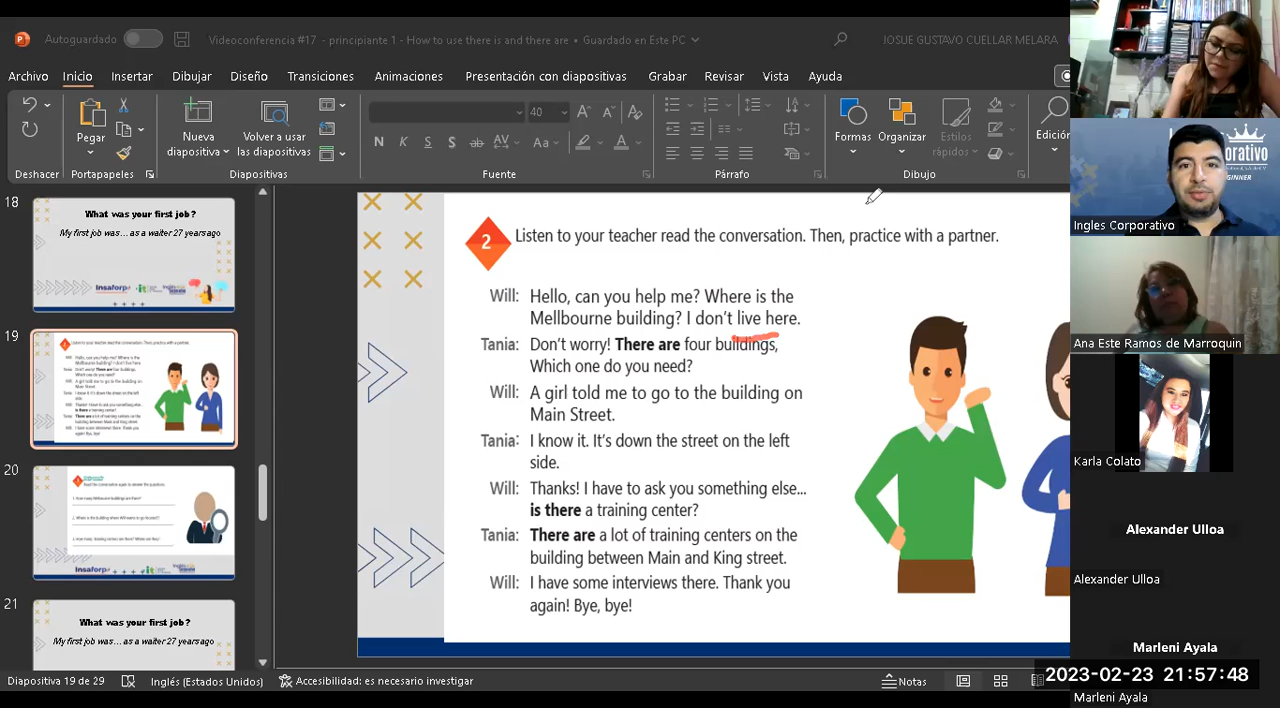 Autoguardado
Videoconferencia #17 - principi
1 - How t
s and there are • Guardado en Este PC
IOSUE GUSTAVO CUELLAR MELARA
Archivo Inicio Insertar Dibujar Diseño Transiciones Animaciones Presentación con diapositivas Grabar Revisar Vista Ayuda
Pegar
Nueva
diapositiva
Volver a usar
las diapositivas
40
N K S S ab AV Aa A
Formas Organizar Estilos
rápidos
Edición
Deshacer Portapapeles Diapositivas Fuente Párrafo Dibujo
18
What was your first job?
My first job was... as a waiter 27 years ago
Insaforp
19
20
Insaforp
21
What was your first job?
My first job was... as a waiter 27 years ago
2 Listen to your teacher read the conversation. Then, practice with a partner.
Will: Hello, can you help me? Where is the
Mellbourne building? I don't live here.
Tania: Don't worry! There are four buildings,
Which one do you need?
Will: A girl told me to go to the building on
Main Street.
Tania: I know it. It's down the street on the left
side.
Will: Thanks! I have to ask you something else...
is there a training center?
Tania: There are a lot of training centers on the
building between Main and King street.
Will: I have some interviews there. Thank you
again! Bye, bye!
orativo
INNER
Ingles Corporativo
Ana Este Ramos de Marroquin
Karla Colato
Alexander Ulloa
Alexander Ulloa
Marleni Ayala
2023-02-23 21:57:48
Marleni Ayala
Diapositiva 19 de 29 Inglés (Estados Unidos) Accesibilidad: es necesario investigar Notas